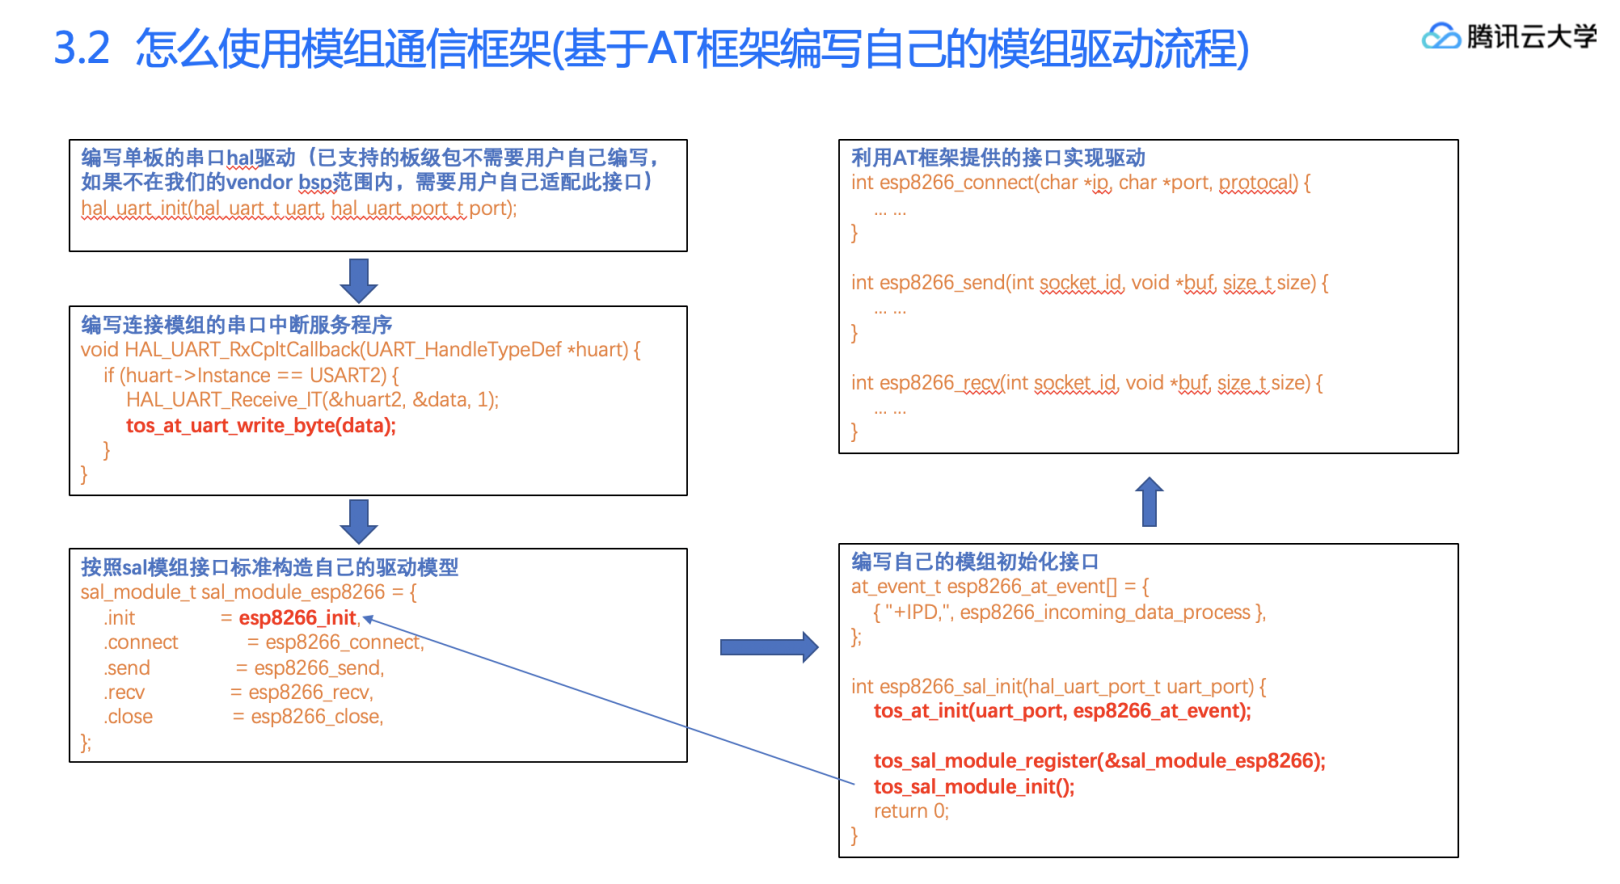 3.2 怎么使用模组通信框架(基于AT框架编写自己的模组驱动流程)
腾讯云大学
编写单板的串口hal驱动（已支持的板级包不需要用户自己编写，
如果不在我们的vendor bsp范围内，需要用户自己适配此接口）
hal_uart_init(hal_uart_t uart, hal_uart_port_t port);
编写连接模组的串口中断服务程序
void HAL_UART_RxCpltCallback(UART_HandleTypeDef *huart) {
if (huart->Instance == USART2) {
HAL_UART_Receive_IT(&huart2, &data, 1);
tos_at_uart_write_byte(data);
}
}
按照sal模组接口标准构造自己的驱动模型
sal_module_t sal_module_esp8266 = {
.init = esp8266_init,
.connect = esp8266_connect,
.send = esp8266_send,
.recv = esp8266_recv,
.close = esp8266_close,
};
编写自己的模组初始化接口
at_event_t esp8266_at_event[] = {
{ "+IPD,", esp8266_incoming_data_process },
};
int esp8266_sal_init(hal_uart_port_t uart_port) {
tos_at_init(uart_port, esp8266_at_event);
tos_sal_module_register(&sal_module_esp8266);
tos_sal_module_init();
return 0;
}
利用AT框架提供的接口实现驱动
int esp8266_connect(char *ip, char *port, protocal) {
... ...
}
int esp8266_send(int socket_id, void *buf, size_t size) {
... ...
}
int esp8266_recv(int socket_id, void *buf, size_t size) {
... ...
}